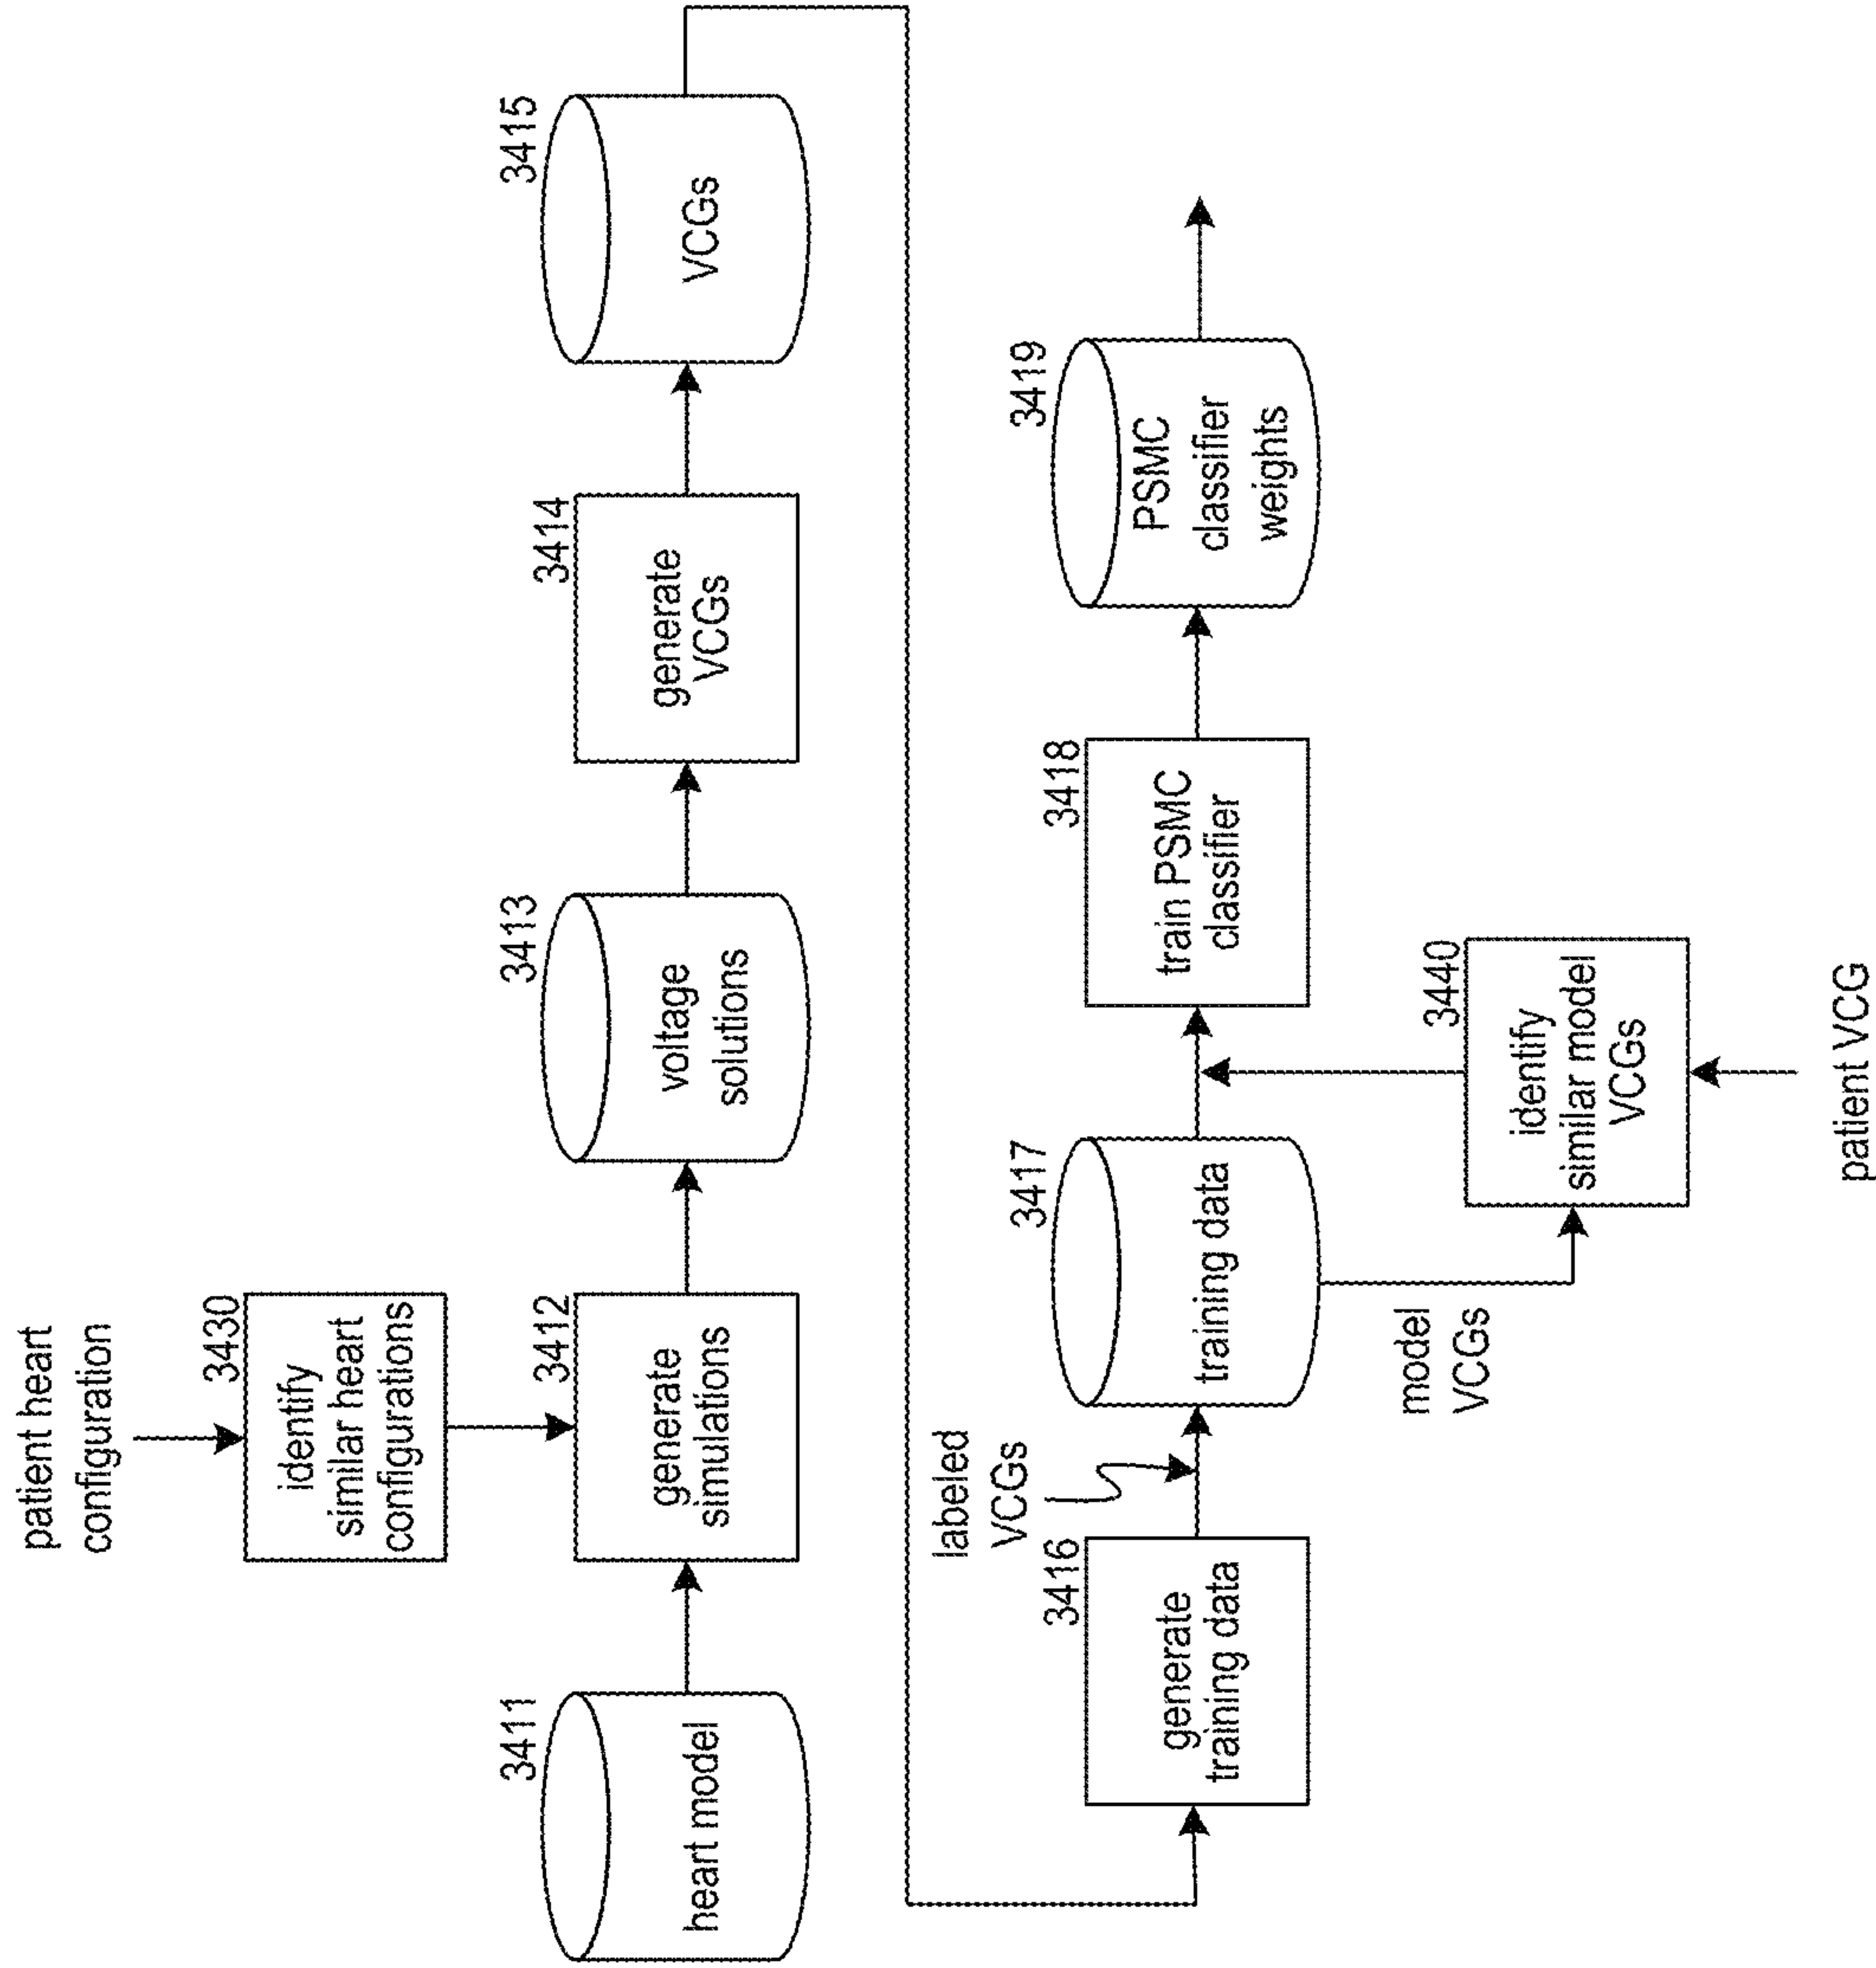 patient heart
configuration
3430
identify
similar heart
configurations
3411
heart model
3412
generate
simulations
3413
voltage
solutions
3414
generate
VCGs
3415
VCGs
3416
generate
training data
labeled
VCGs
3417
training data
model
VCGs
3418
train PSMC
classifier
3419
PSMC
classifier
weights
3440
identify
similar model
VCGs
patient VCG